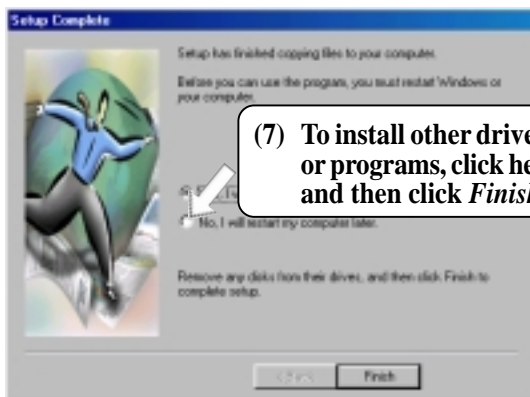 Setup Complete
Setup has finished copying files to your computer.
Before you can use the program, you must restart Windows or
your computer.
(7) To install other drive
or programs, click he
and then click Finish
No, I will restart my computer later.
Remove any disks from their drives, and then click Finish to
complete setup.
< Back Finish